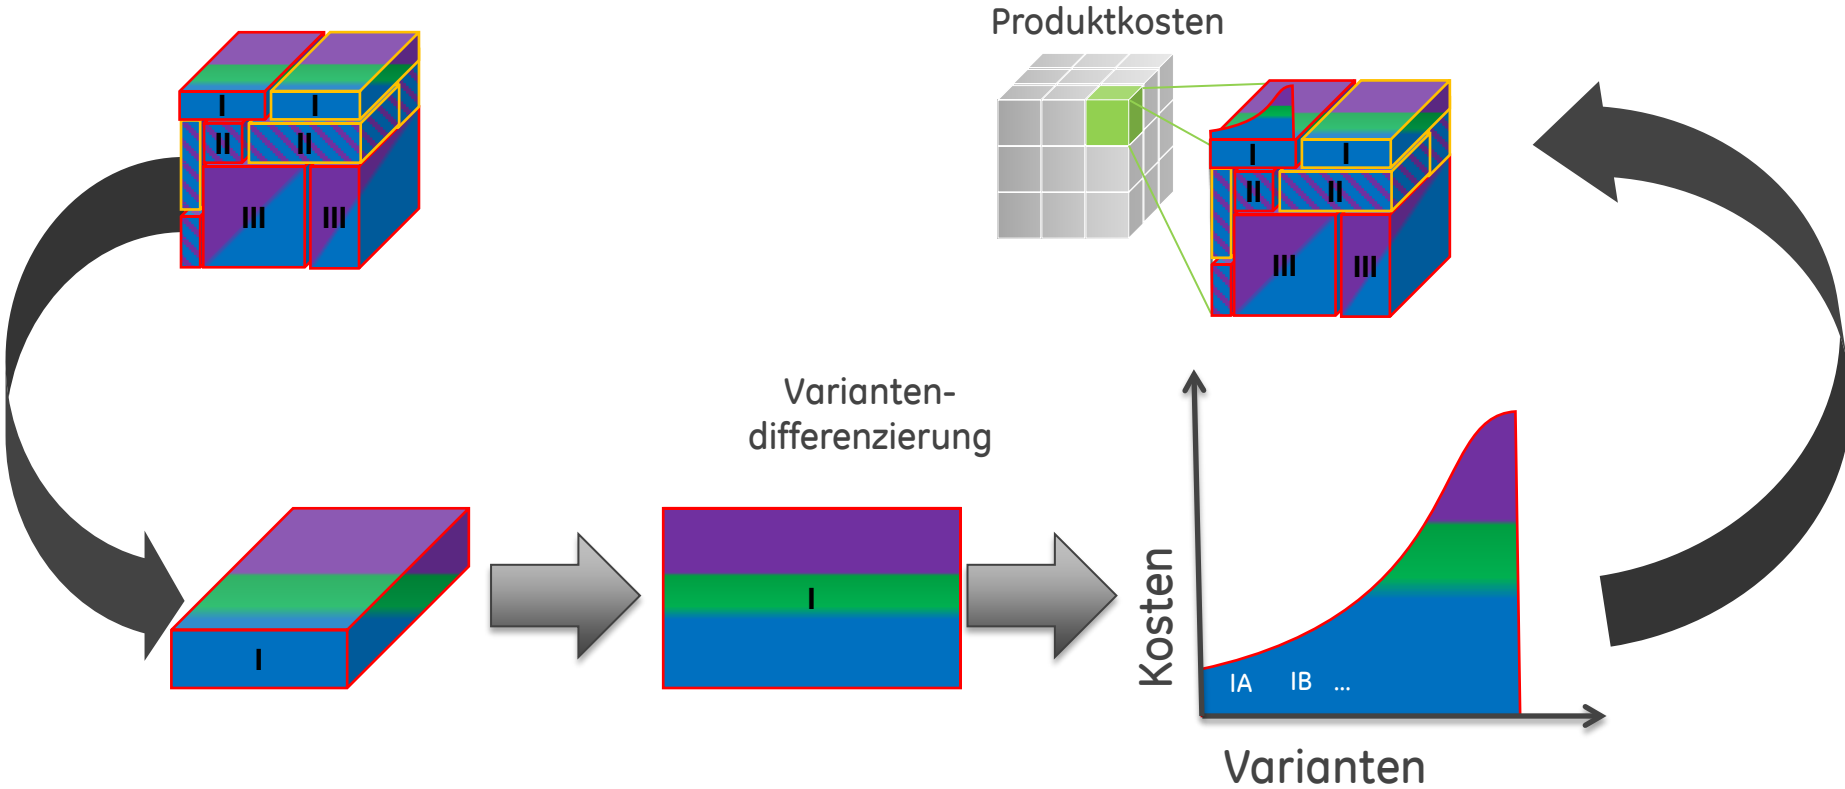 Produktkosten
I
I
II
II
III
III
I
I
II
II
III
III
Varianten-
differenzierung
I
I
Kosten
IA
IB
...
Varianten